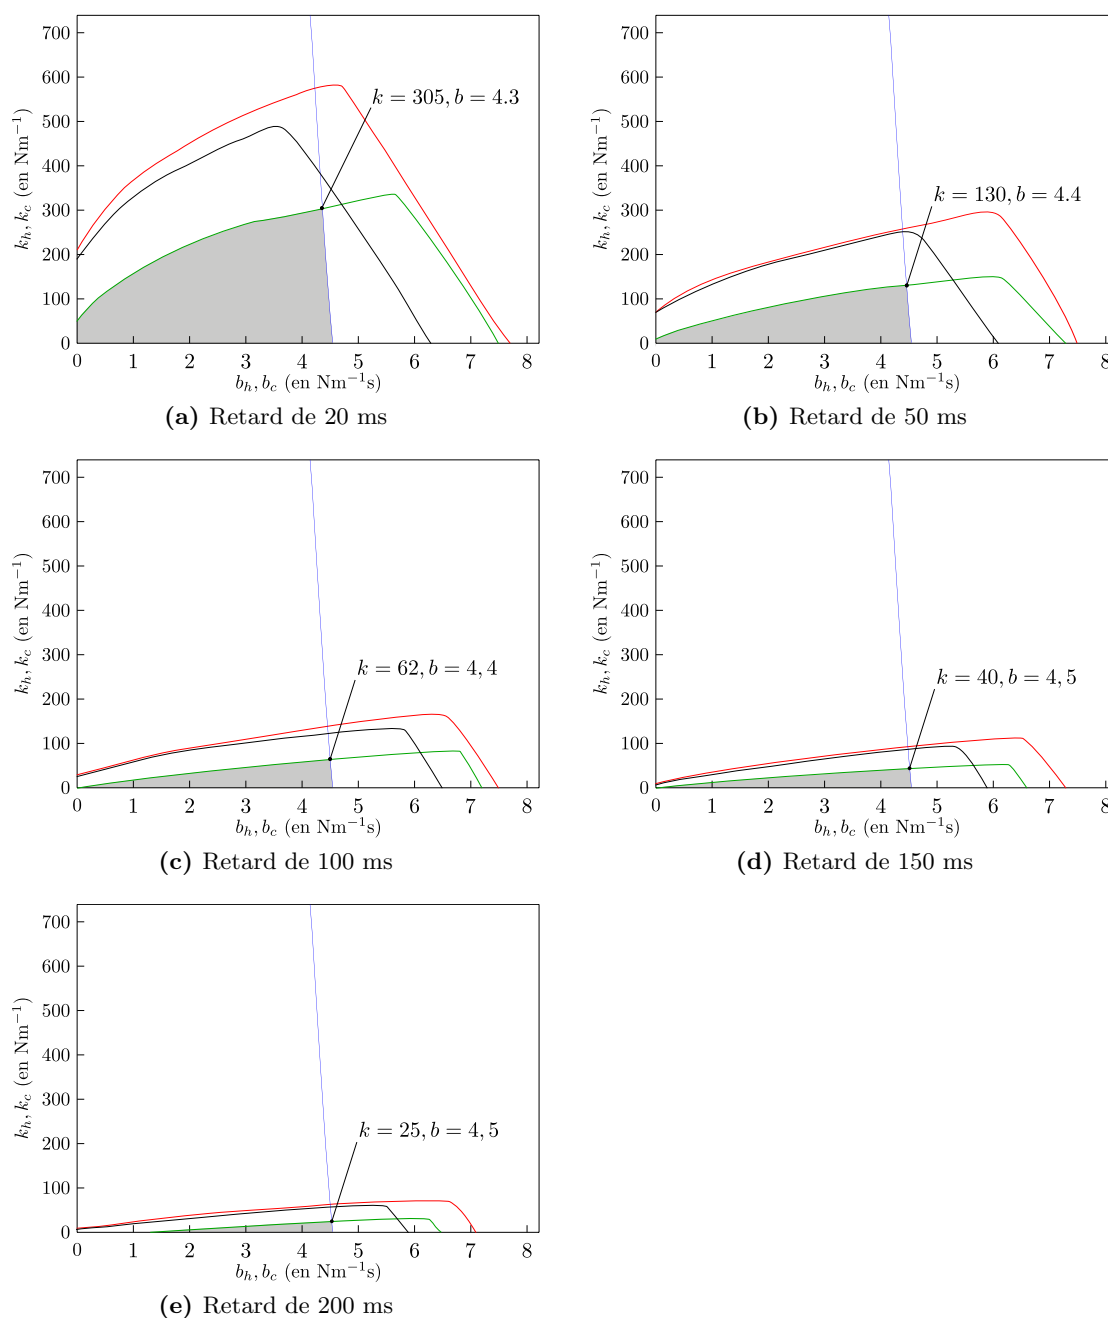 700
600
500
400
300
200
100
0
k_h, k_c (en Nm⁻¹)
k = 305, b = 4.3
0 1 2 3 4 5 6 7 8
b_h, b_c (en Nm⁻¹s)
(a) Retard de 20 ms
700
600
500
400
300
200
100
0
k_h, k_c (en Nm⁻¹)
k = 130, b = 4.4
0 1 2 3 4 5 6 7 8
b_h, b_c (en Nm⁻¹s)
(b) Retard de 50 ms
700
600
500
400
300
200
100
0
k_h, k_c (en Nm⁻¹)
k = 62, b = 4, 4
0 1 2 3 4 5 6 7 8
b_h, b_c (en Nm⁻¹s)
(c) Retard de 100 ms
700
600
500
400
300
200
100
0
k_h, k_c (en Nm⁻¹)
k = 40, b = 4, 5
0 1 2 3 4 5 6 7 8
b_h, b_c (en Nm⁻¹s)
(d) Retard de 150 ms
700
600
500
400
300
200
100
0
k_h, k_c (en Nm⁻¹)
k = 25, b = 4, 5
0 1 2 3 4 5 6 7 8
b_h, b_c (en Nm⁻¹s)
(e) Retard de 200 ms